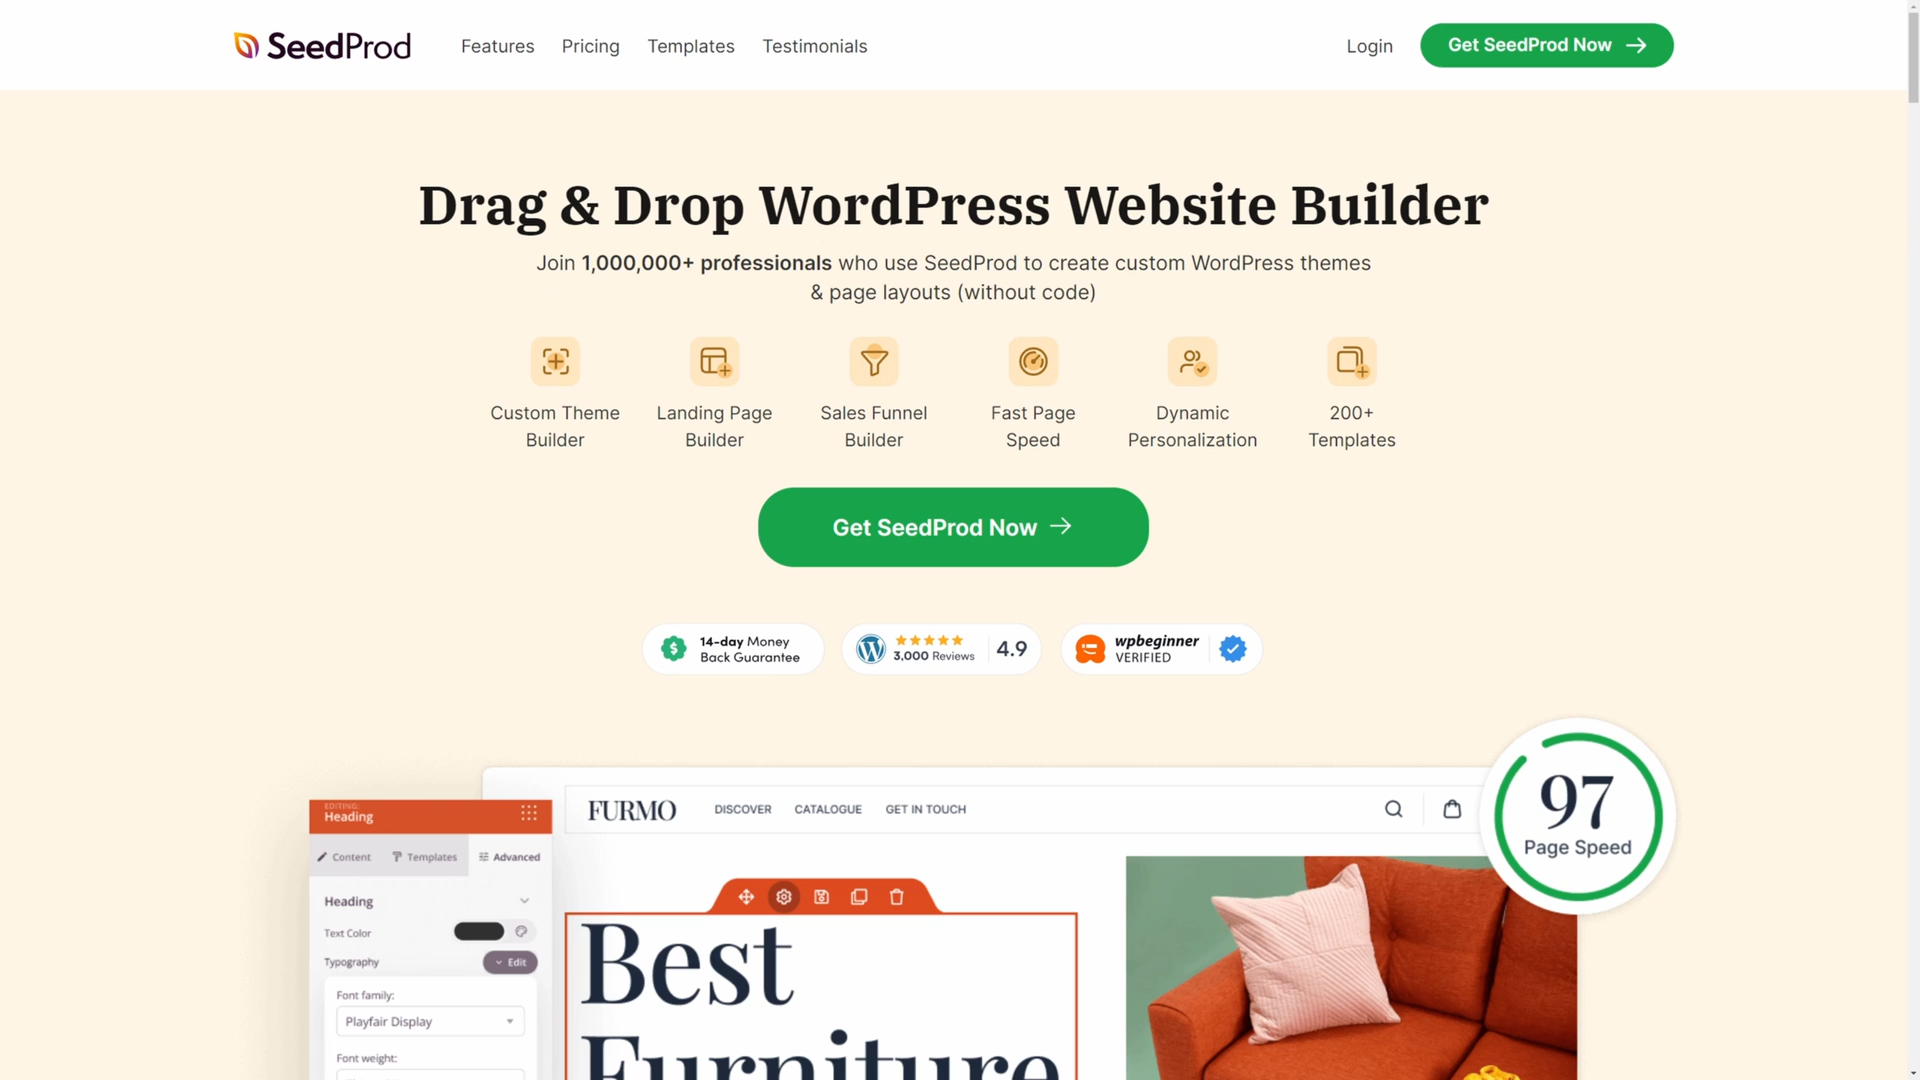 SeedProd
Features
Pricing
Templates
Testimonials
Login
Get SeedProd Now
Drag & Drop WordPress Website Builder
Join 1,000,000+ professionals who use SeedProd to create custom WordPress themes
& page layouts (without code)
Custom Theme
Builder
Landing Page
Builder
Sales Funnel
Builder
Fast Page
Speed
Dynamic
Personalization
200+
Templates
Get SeedProd Now
14-day Money
Back Guarantee
3,000 Reviews
4.9
wpbeginner
VERIFIED
97
Page Speed
FURMO
DISCOVER
CATALOGUE
GET IN TOUCH
EDITING:
Heading
Content
Templates
Advanced
Heading
Text Color
Typography
Edit
Font family:
Playfair Display
Font weight:
Best
Furniture